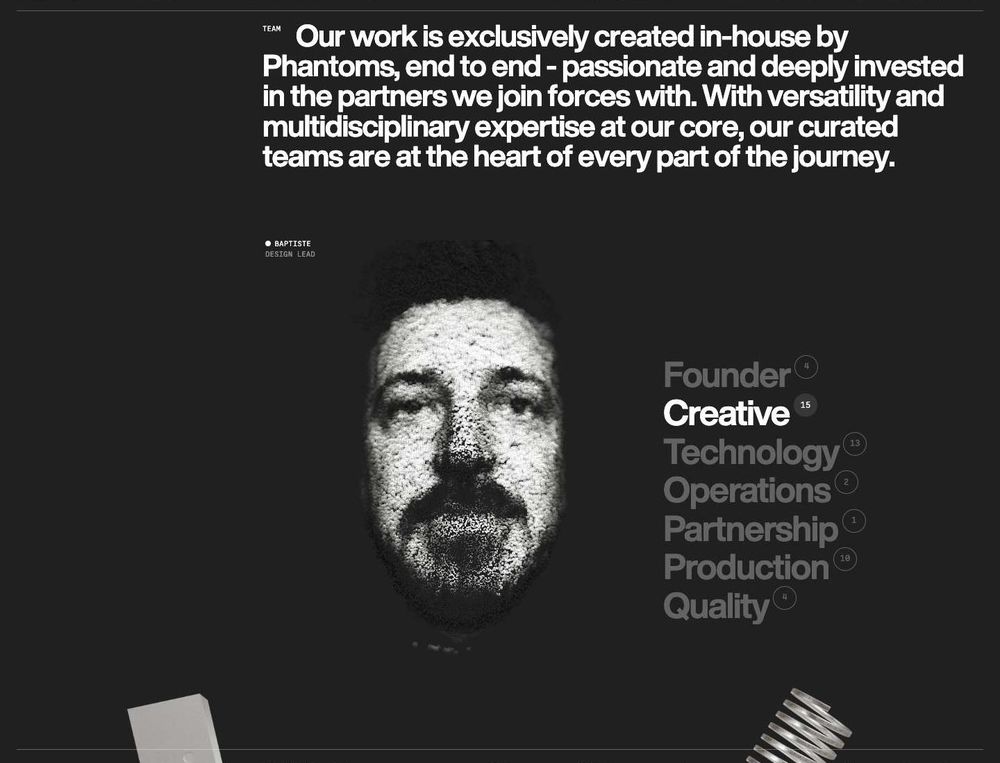 TEAM Our work is exclusively created in-house by
Phantoms, end to end - passionate and deeply invested
in the partners we join forces with. With versatility and
multidisciplinary expertise at our core, our curated
teams are at the heart of every part of the journey.
BAPTISTE
DESIGN LEAD
Founder 4
Creative 15
Technology 13
Operations 2
Partnership 1
Production 10
Quality 4